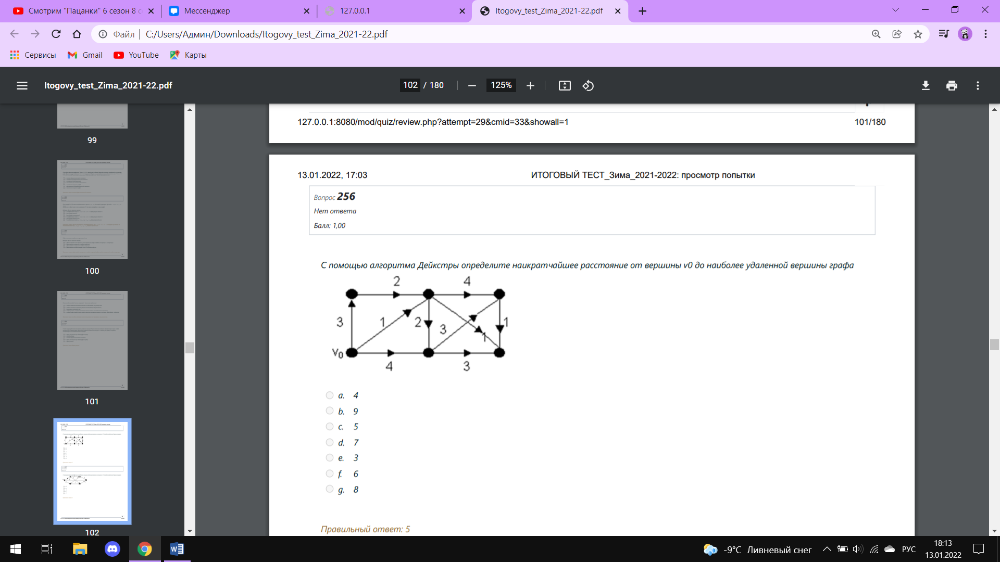 Смотрим "Пацанки" 6 сезон 8 с
Мессенджер
127.0.0.1
Itogovy_test_Zima_2021-22.pdf
Файл
C:/Users/Админ/Downloads/Itogovy_test_Zima_2021-22.pdf
Сервисы
Gmail
YouTube
Карты
Itogovy_test_Zima_2021-22.pdf
102 / 180
125%
99
100
101
102
127.0.0.1:8080/mod/quiz/review.php?attempt=29&cmid=33&showall=1
101/180
13.01.2022, 17:03
ИТОГОВЫЙ ТЕСТ_Зима_2021-2022: просмотр попытки
Вопрос 256
Нет ответа
Балл: 1,00
С помощью алгоритма Дейкстры определите наикратчайшее расстояние от вершины v0 до наиболее удаленной вершины графа
2
4
3
1
2
3
1
1
V0
4
3
a. 4
b. 9
c. 5
d. 7
e. 3
f. 6
g. 8
Правильный ответ: 5
-9°C Ливневый снег
РУС
18:13
13.01.2022